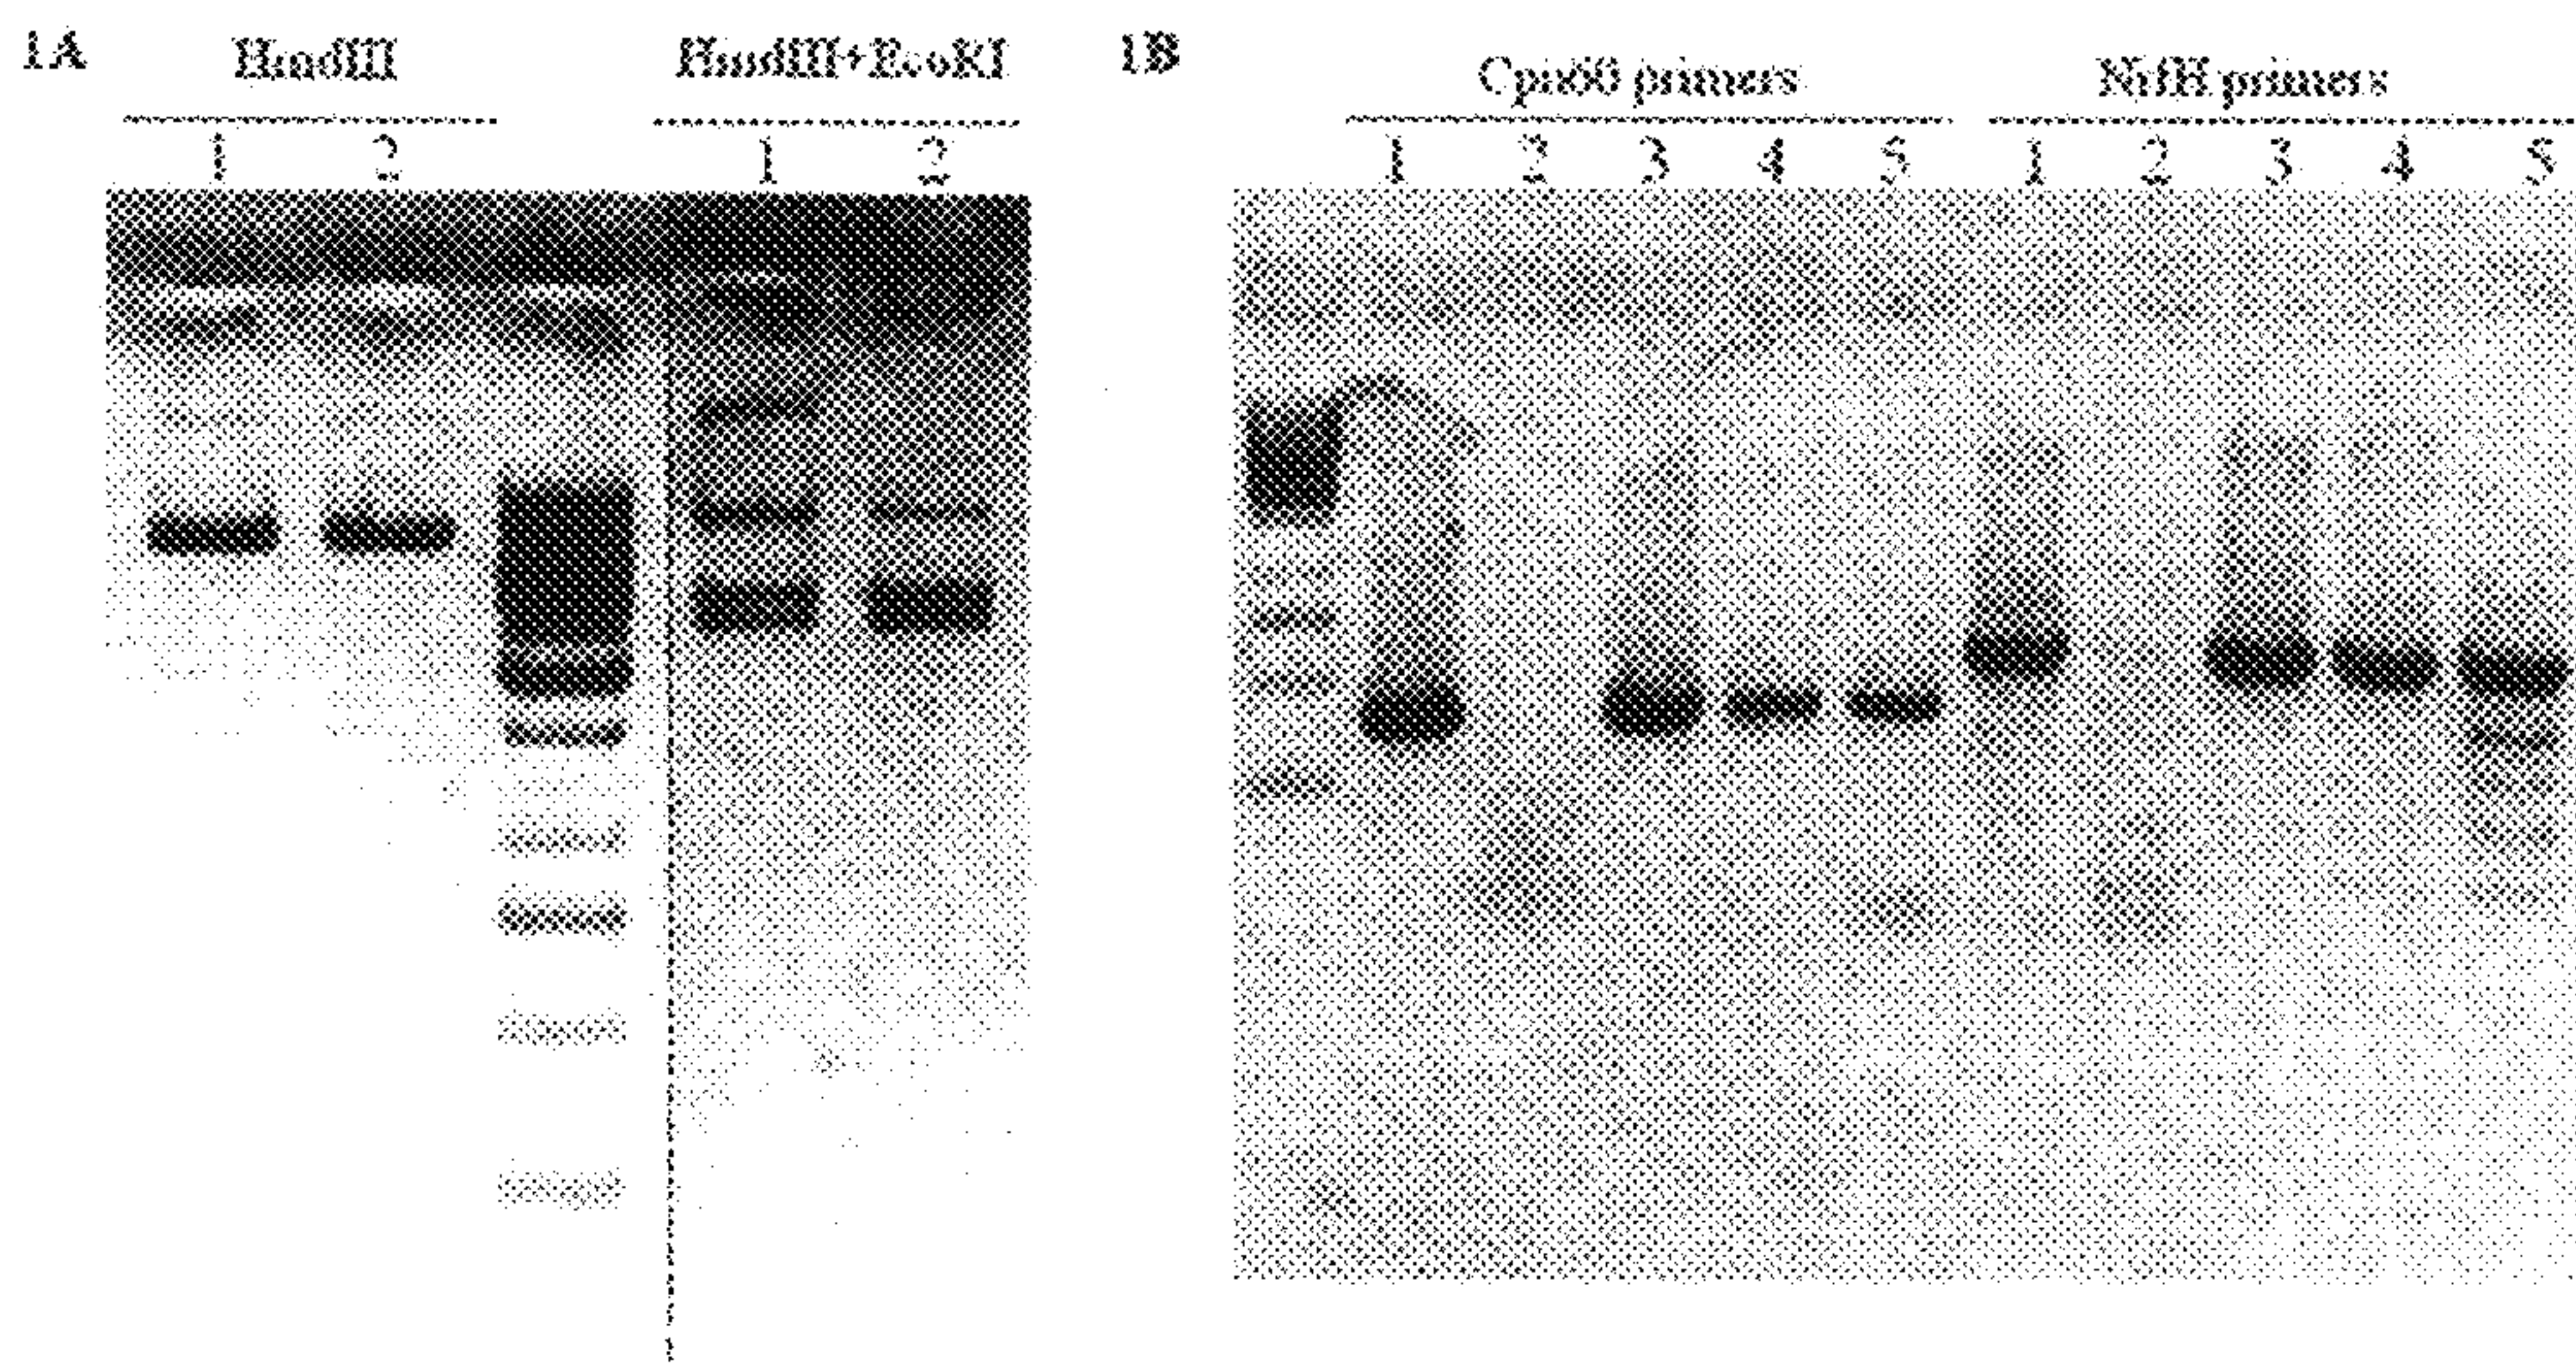 1A
HindIII
HindIII+EcoRI
1 2 1 2
1B
Cpn60 primers
NifH primers
1 2 3 4 5 1 2 3 4 5